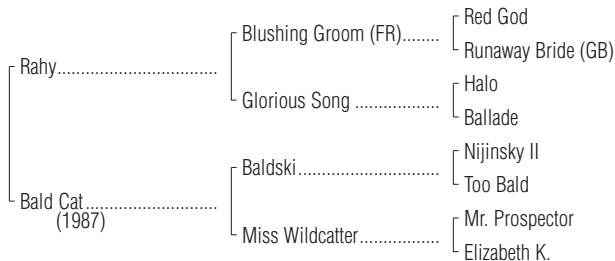 Red God
Blushing Groom (FR)........
Runaway Bride (GB)
Rahy..................................
Halo
Glorious Song ..................
Ballade
Nijinsky II
Baldski..............................
Too Bald
Bald Cat............................
(1987)
Mr. Prospector
Miss Wildcatter.................
Elizabeth K.